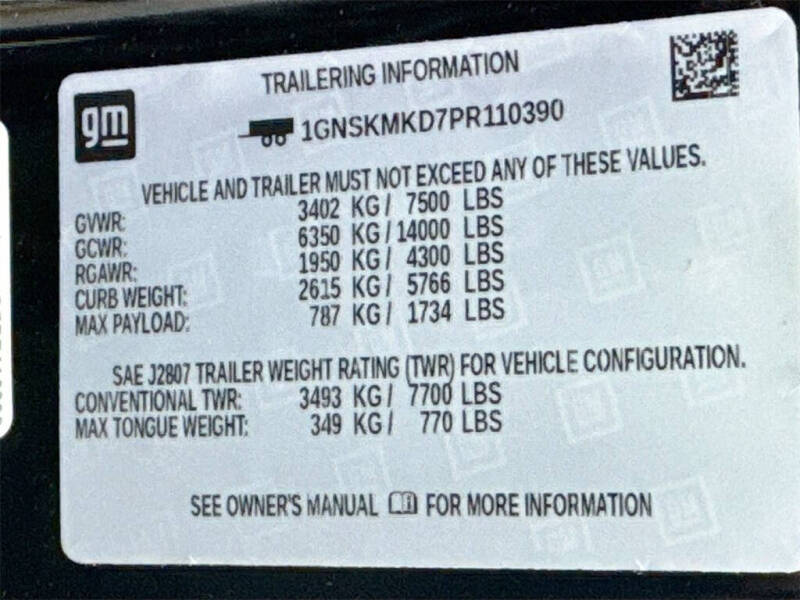 TRAILERING INFORMATION
gm
1GNSKMKD7PR110390
VEHICLE AND TRAILER MUST NOT EXCEED ANY OF THESE VALUES.
GVWR: 3402 KG / 7500 LBS
GCWR: 6350 KG / 14000 LBS
RGAWR: 1950 KG / 4300 LBS
CURB WEIGHT: 2615 KG / 5766 LBS
MAX PAYLOAD: 787 KG / 1734 LBS
SAE J2807 TRAILER WEIGHT RATING (TWR) FOR VEHICLE CONFIGURATION.
CONVENTIONAL TWR: 3493 KG / 7700 LBS
MAX TONGUE WEIGHT: 349 KG / 770 LBS
SEE OWNER'S MANUAL FOR MORE INFORMATION